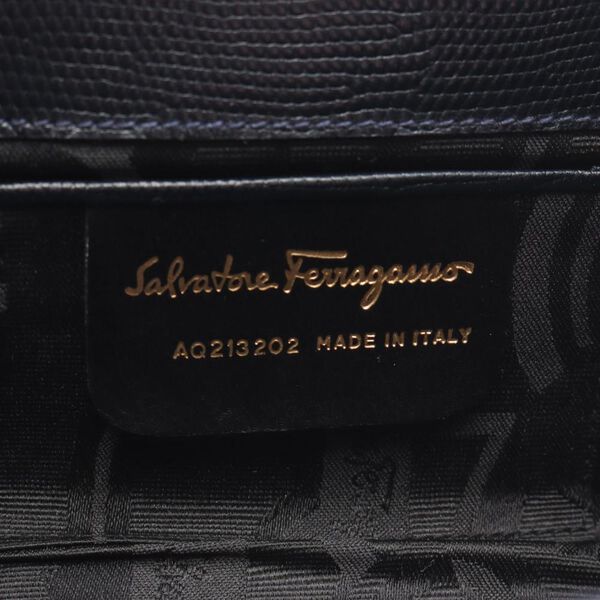 Salvatore Ferragamo
AQ213202 MADE IN ITALY